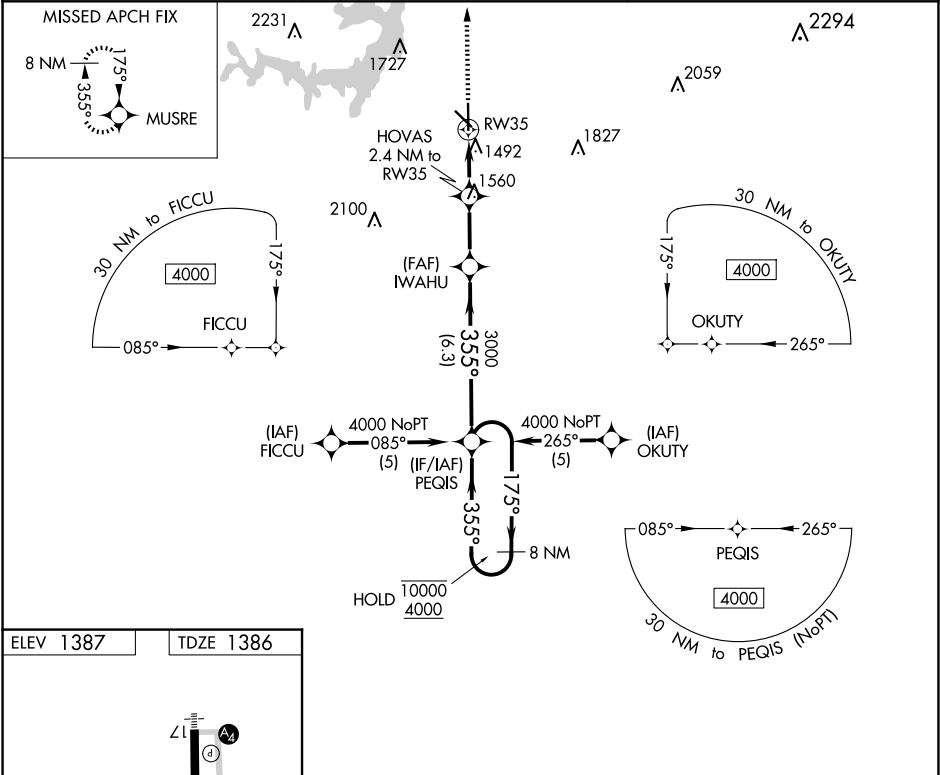 MISSED APCH FIX
8 NM
175°
355°
MUSRE
2231
1727
2294
2059
1827
RW35
1492
HOVAS
2.4 NM to
RW35
1560
2100
30 NM to FICCU
4000
175°
FICCU
085°
(FAF)
IWAHU
3000
355°
(6.3)
30 NM to OKUTY
175°
4000
OKUTY
265°
(IAF)
FICCU
4000 NoPT
085°
(5)
(IF/IAF)
PEQIS
4000 NoPT
265°
(5)
(IAF)
OKUTY
355°
175°
8 NM
HOLD
10000
4000
085°
265°
PEQIS
4000
30 NM to PEQIS (NoPT)
ELEV 1387
TDZE 1386
17
A4
P